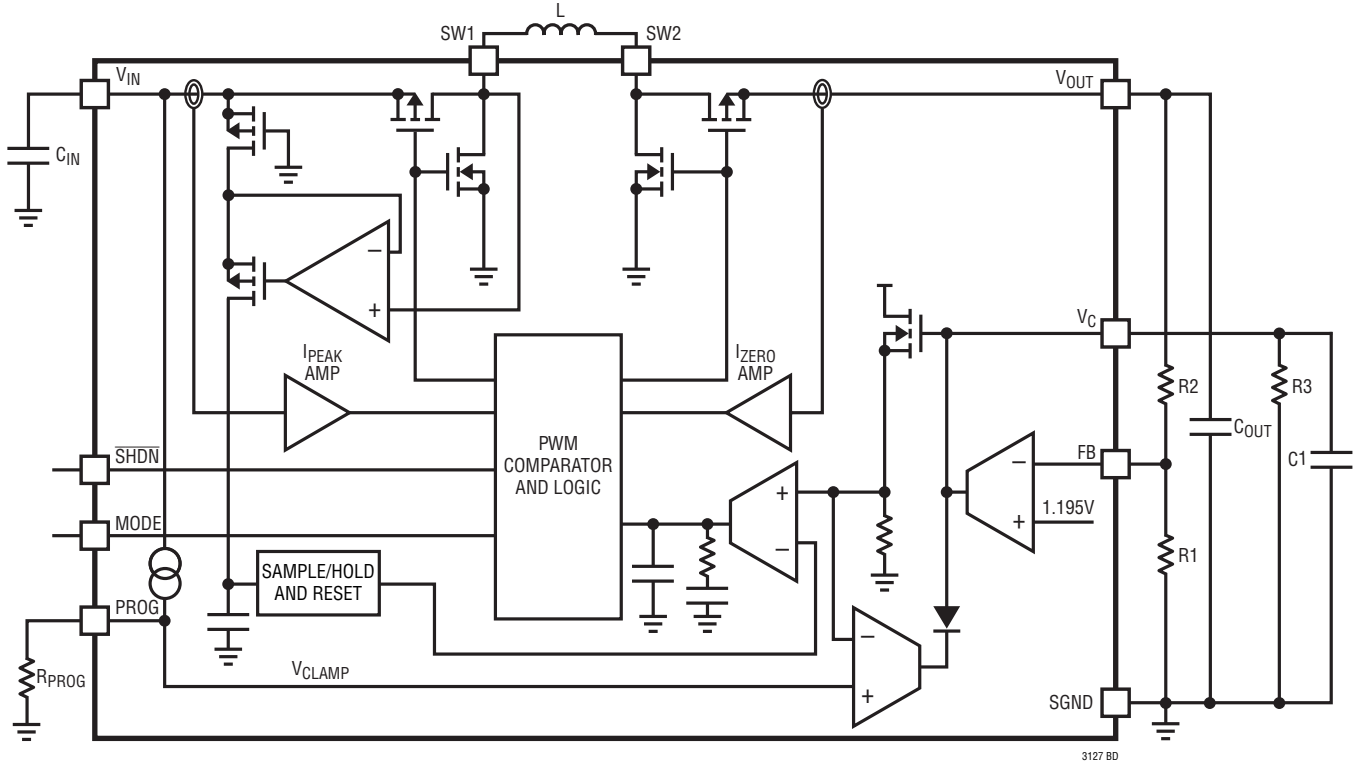 L
SW1
SW2
VIN
VOUT
CIN
VC
IPEAK
AMP
IZERO
AMP
R2
R3
COUT
C1
SHDN
PWM
COMPARATOR
AND LOGIC
FB
1.195V
MODE
R1
SAMPLE/HOLD
AND RESET
PROG
RPROG
VCLAMP
SGND
3127 BD
− +
+ −
− +
− +